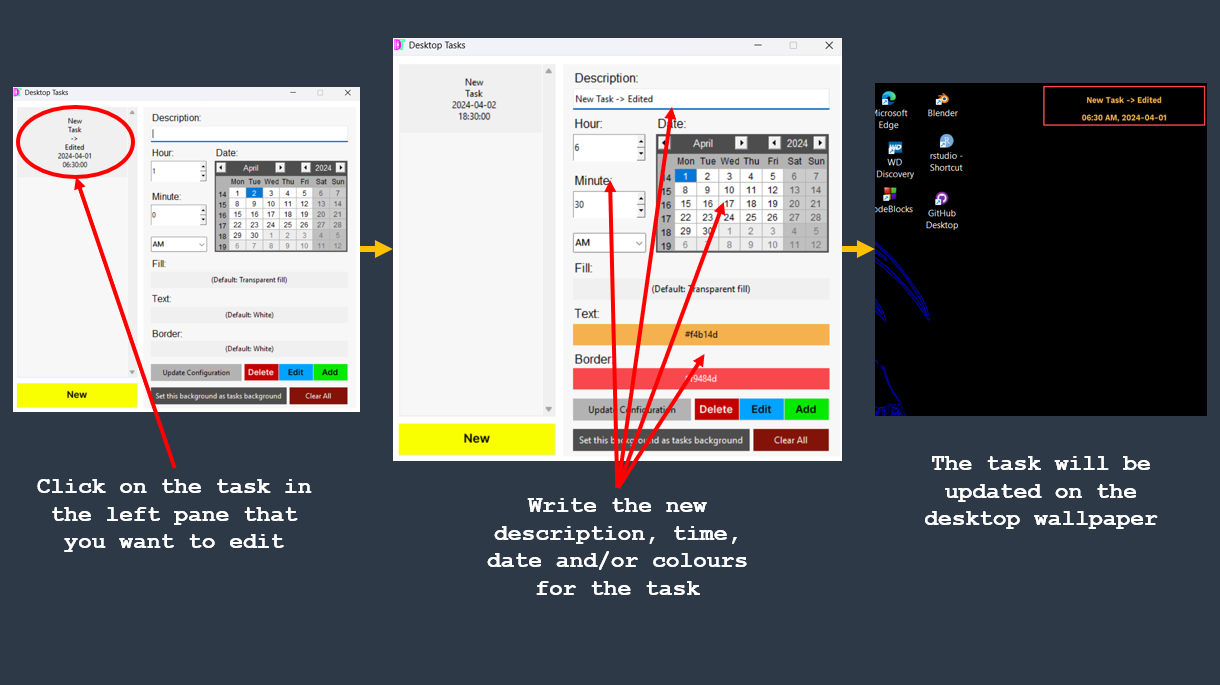 Desktop Tasks
New
Task
->
Edited
2024-04-01
06:30:00
New
Description:
Hour:
Date:
1
April
2024
Mon Tue Wed Thu Fri Sat Sun
14 1 2 3 4 5 6 7
15 8 9 10 11 12 13 14
16 15 16 17 18 19 20 21
17 22 23 24 25 26 27 28
18 29 30 1 2 3 4 5
19 6 7 8 9 10 11 12
Minute:
0
AM
Fill:
(Default: Transparent fill)
Text:
(Default: White)
Border:
(Default: White)
Update Configuration Delete Edit Add
Set this background as tasks background Clear All
Click on the task in
the left pane that
you want to edit
Desktop Tasks
New
Task
2024-04-02
18:30:00
New
Description:
New Task -> Edited
Hour:
Date:
6
April
2024
Mon Tue Wed Thu Fri Sat Sun
14 1 2 3 4 5 6 7
15 8 9 10 11 12 13 14
16 15 16 17 18 19 20 21
17 22 23 24 25 26 27 28
18 29 30 1 2 3 4 5
19 6 7 8 9 10 11 12
Minute:
30
AM
Fill:
(Default: Transparent fill)
Text:
#f4b14d
Border
9484d
Update Configuration Delete Edit Add
Set this background as tasks background Clear All
Write the new
description, time,
date and/or colours
for the task
Microsoft
Edge
Blender
WD
Discovery
rstudio -
Shortcut
odeBlocks
GitHub
Desktop
New Task -> Edited
06:30 AM, 2024-04-01
The task will be
updated on the
desktop wallpaper